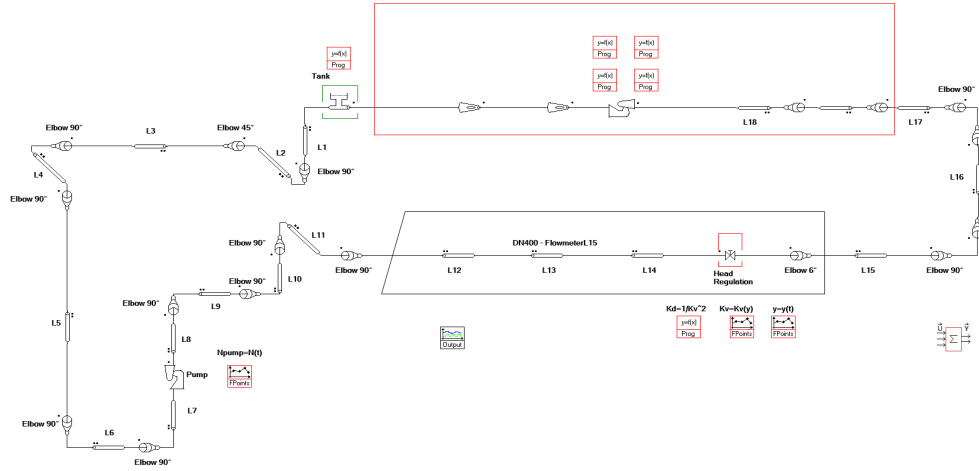 y=f(x)
Prog
y=f(x)
Prog
y=f(x)
Prog
y=f(x)
Prog
y=f(x)
Prog
Tank
Elbow 90°
L18
L17
L3
Elbow 90°
Elbow 45°
L2
L1
Elbow 90°
L4
Elbow 90°
L16
L11
Elbow 90°
DN400 - FlowmeterL15
Elbow 90°
L12
L13
L14
Head
Regulation
Elbow 6°
L15
Elbow 90°
L10
Elbow 90°
L9
Elbow 90°
Kd=1/Kv^2
Kv=Kv(y)
y=y(t)
y=f(x)
Prog
FPoints
FPoints
L5
L8
Output
U
Σ
Y
Npump=N(t)
Pump
FPoints
L7
Elbow 90°
L6
Elbow 90°